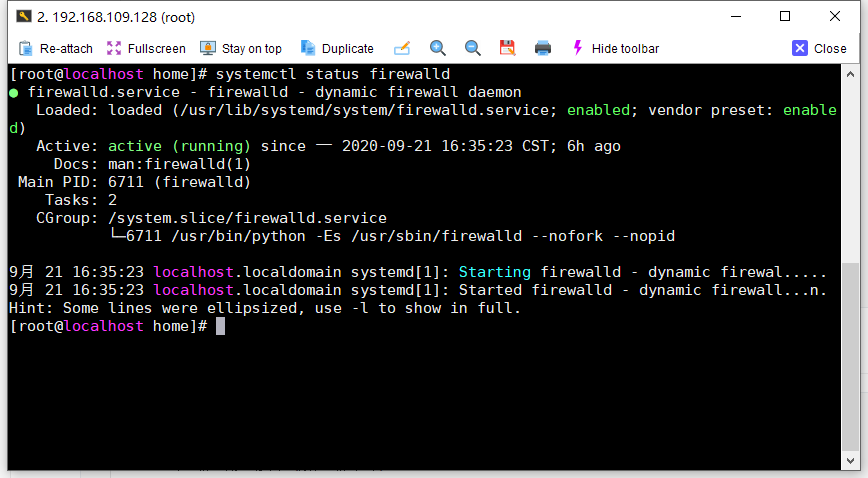 2. 192.168.109.128 (root)
Re-attach Fullscreen Stay on top Duplicate Hide toolbar Close
[root@localhost home]# systemctl status firewalld
● firewalld.service - firewalld - dynamic firewall daemon
Loaded: loaded (/usr/lib/systemd/system/firewalld.service; enabled; vendor preset: enable
d)
Active: active (running) since 一 2020-09-21 16:35:23 CST; 6h ago
Docs: man:firewalld(1)
Main PID: 6711 (firewalld)
Tasks: 2
CGroup: /system.slice/firewalld.service
└─6711 /usr/bin/python -Es /usr/sbin/firewalld --nofork --nopid
9月 21 16:35:23 localhost.localdomain systemd[1]: Starting firewalld - dynamic firewal.....
9月 21 16:35:23 localhost.localdomain systemd[1]: Started firewalld - dynamic firewall...n.
Hint: Some lines were ellipsized, use -l to show in full.
[root@localhost home]#